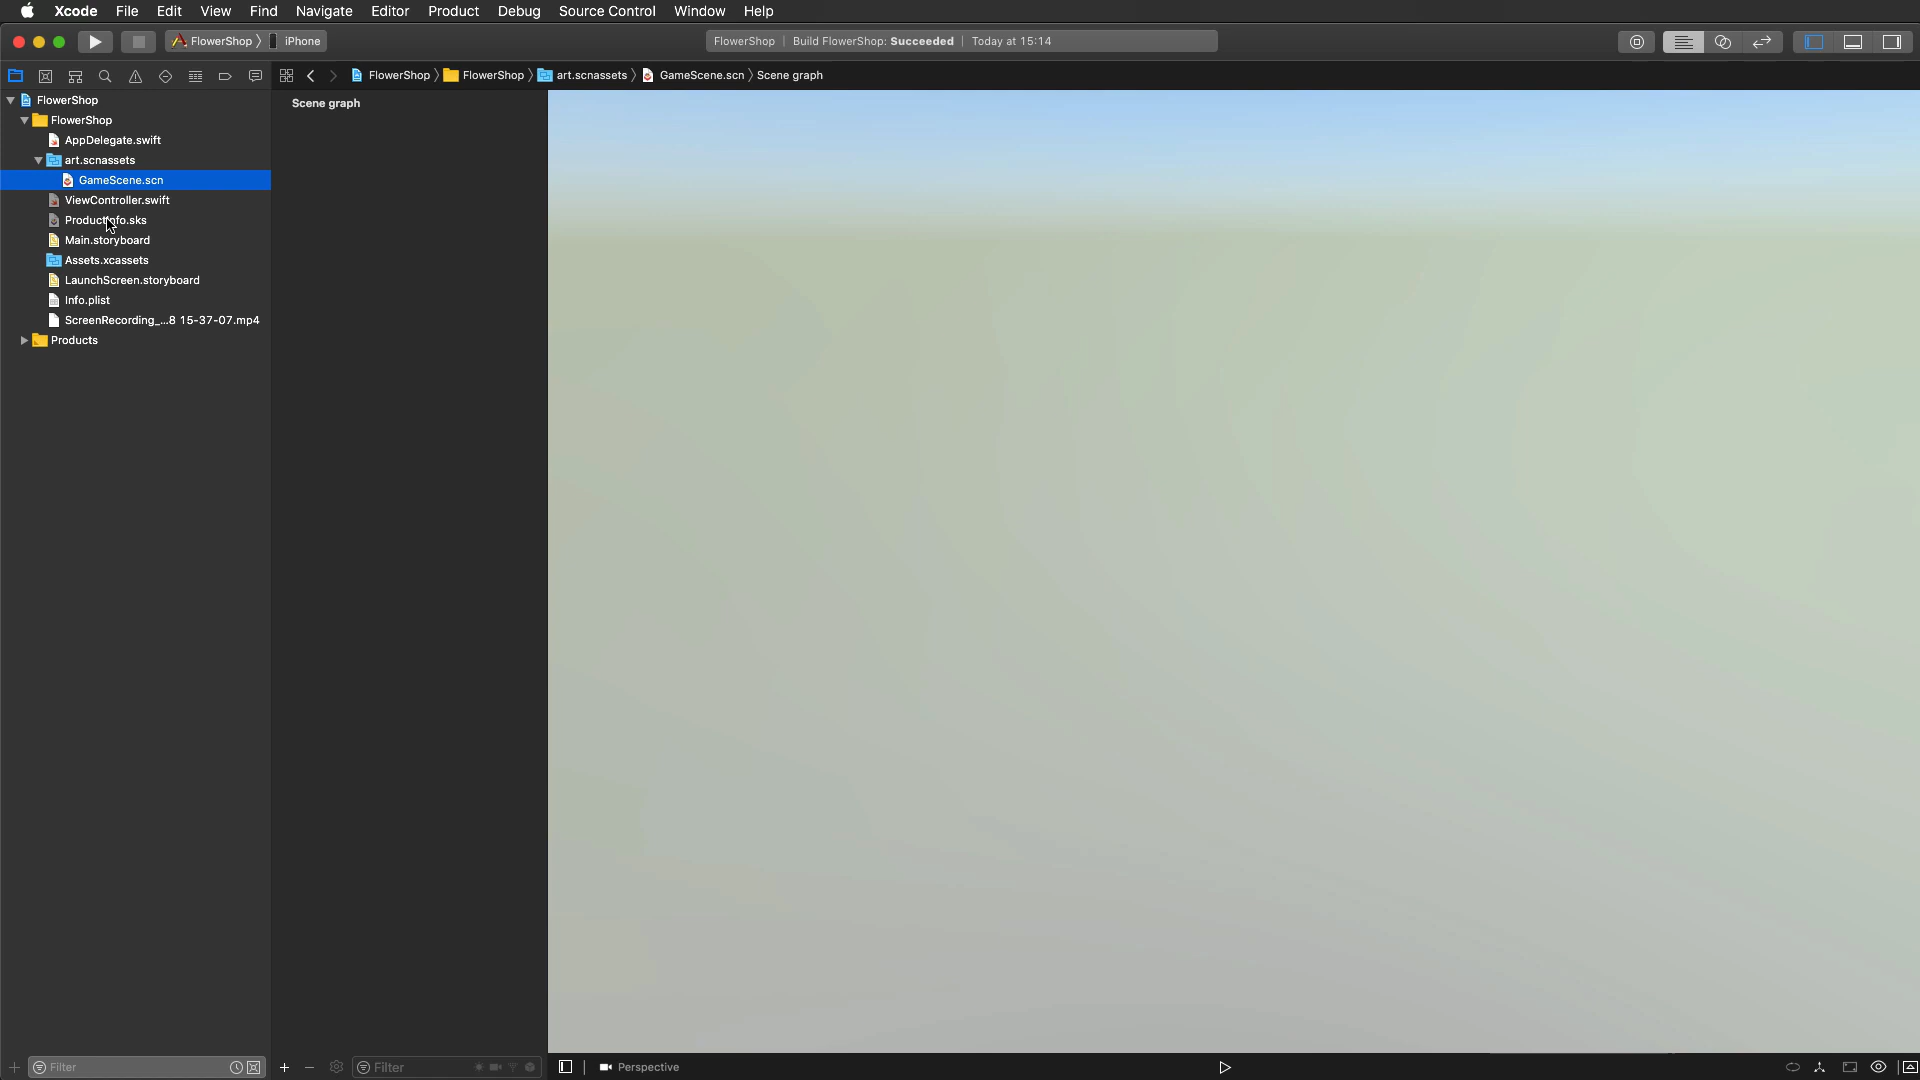 Xcode File Edit View Find Navigate Editor Product Debug Source Control Window Help
FlowerShop 〉 iPhone
FlowerShop | Build FlowerShop: Succeeded | Today at 15:14
FlowerShop 〉 FlowerShop 〉 art.scnassets 〉 GameScene.scn 〉 Scene graph
FlowerShop
FlowerShop
AppDelegate.swift
art.scnassets
GameScene.scn
ViewController.swift
ProductInfo.sks
Main.storyboard
Assets.xcassets
LaunchScreen.storyboard
Info.plist
ScreenRecording_...8 15-37-07.mp4
Products
Scene graph
Filter
Filter
Perspective